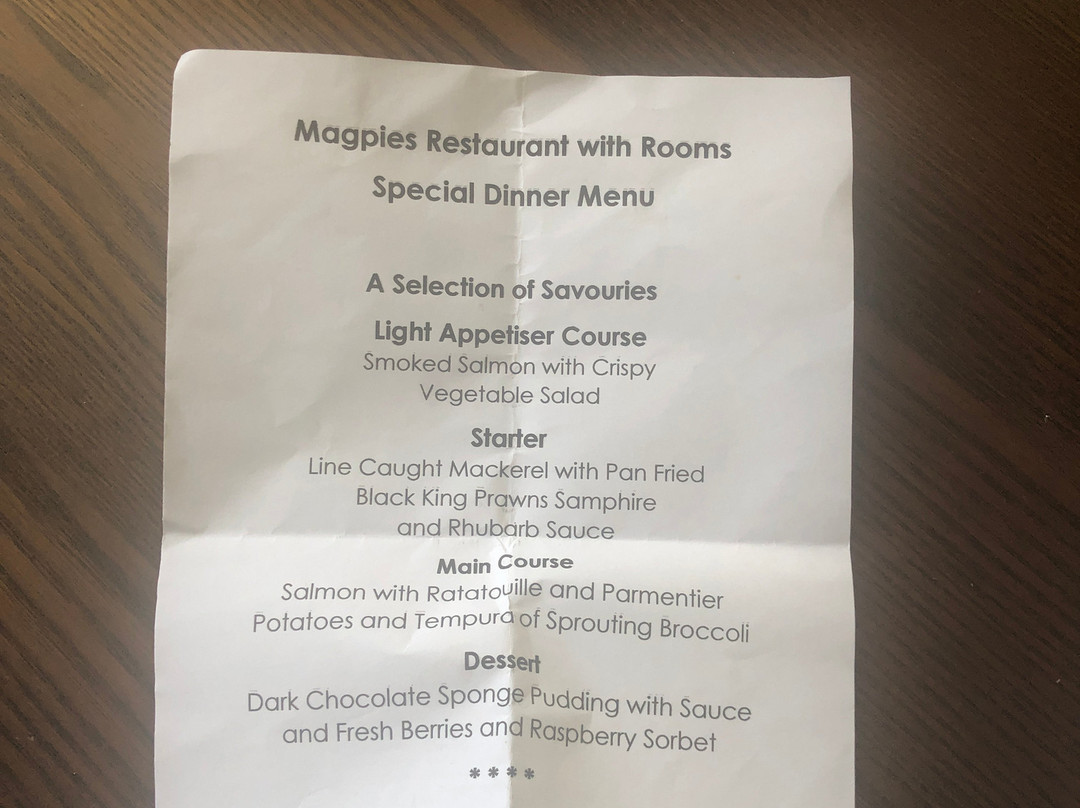 Magpies Restaurant with Rooms
Special Dinner Menu
A Selection of Savouries
Light Appetiser Course
Smoked Salmon with Crispy
Vegetable Salad
Starter
Line Caught Mackerel with Pan Fried
Black King Prawns Samphire
and Rhubarb Sauce
Main Course
Salmon with Ratatouille and Parmentier
Potatoes and Tempura of Sprouting Broccoli
Dessert
Dark Chocolate Sponge Pudding with Sauce
and Fresh Berries and Raspberry Sorbet
****